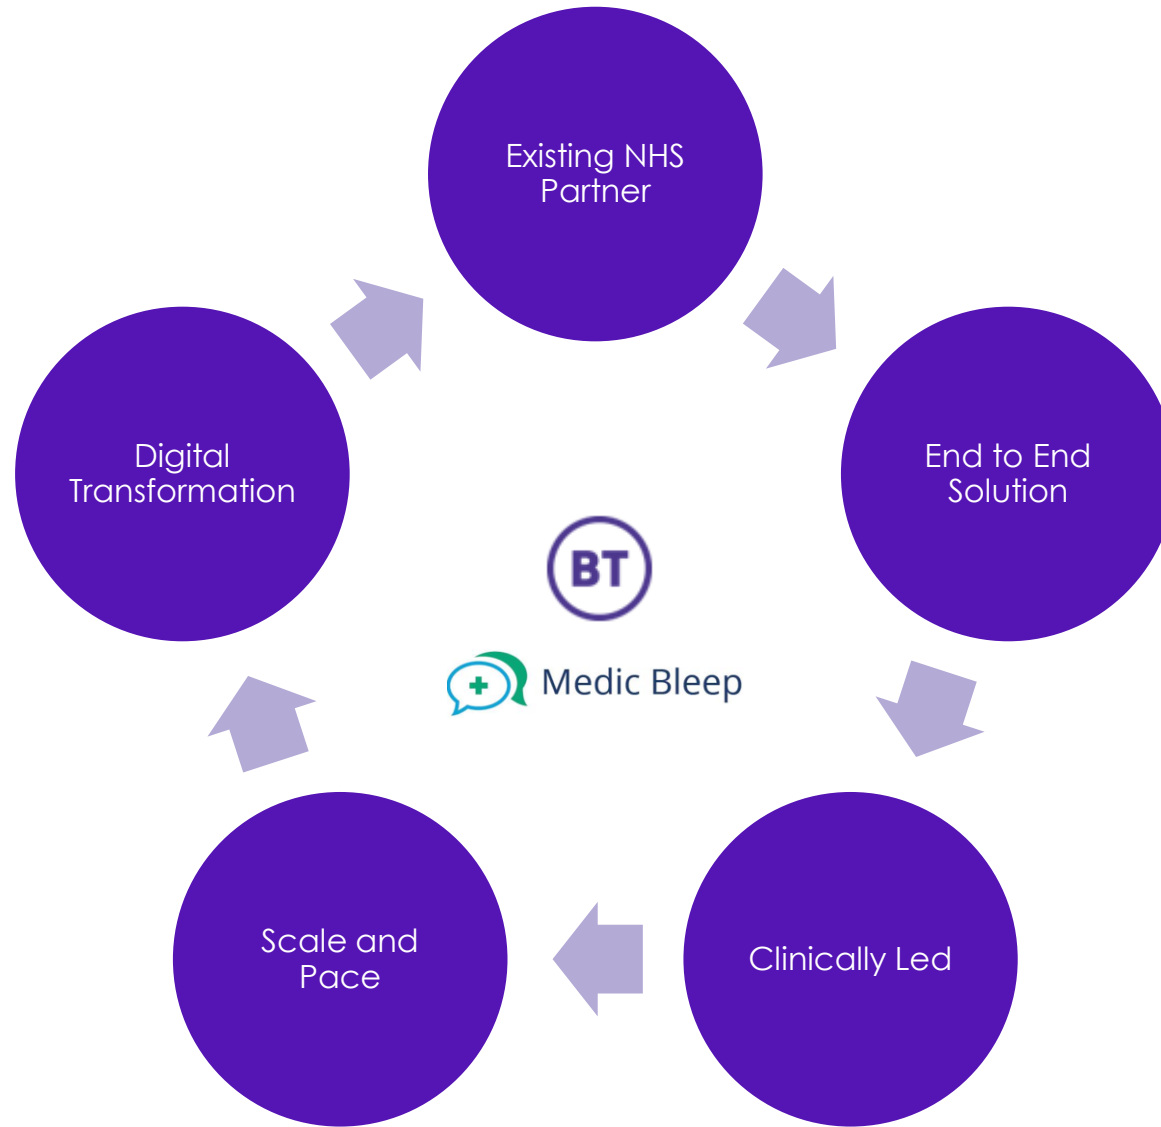 Existing NHS
Partner
End to End
Solution
Clinically Led
Scale and
Pace
Digital
Transformation
BT
Medic Bleep